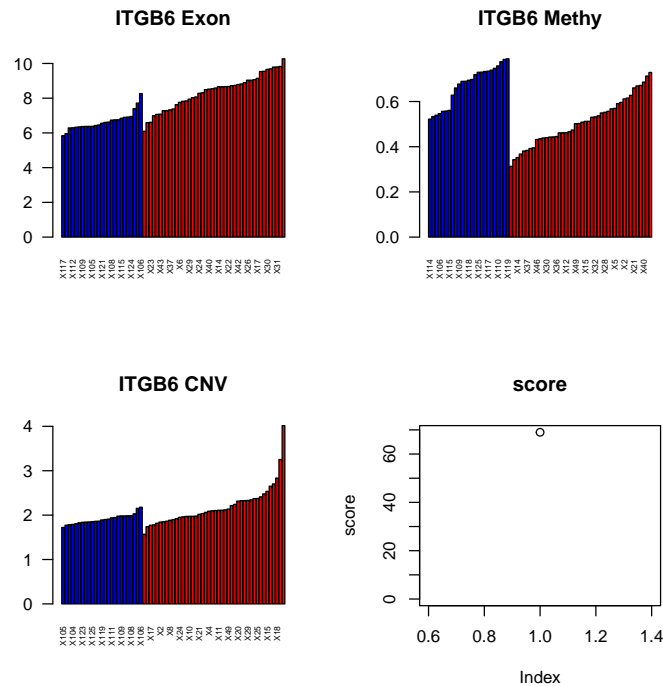 ITGB6 Exon
10
8
6
4
2
0
X117 X112 X109 X105 X121 X108 X115 X124 X106 X23 X43 X37 X6 X29 X24 X40 X14 X22 X42 X26 X17 X30 X31
ITGB6 Methy
0.6
0.4
0.2
0.0
X114 X106 X115 X109 X118 X125 X117 X110 X119 X14 X37 X46 X30 X36 X12 X49 X15 X32 X28 X5 X2 X21 X40
ITGB6 CNV
4
3
2
1
0
X105 X104 X123 X125 X119 X111 X109 X108 X106 X17 X2 X8 X24 X10 X21 X4 X11 X49 X20 X29 X25 X15 X18
score
score
60
40
20
0
0.6 0.8 1.0 1.2 1.4
Index